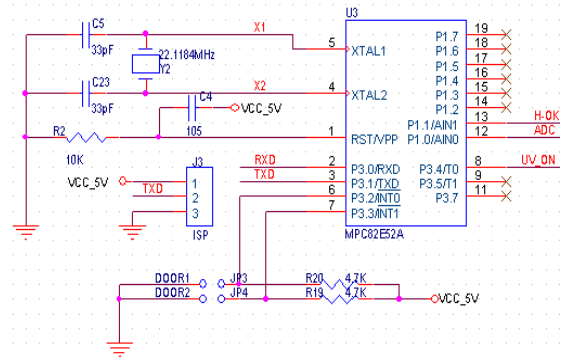 U3
C5
33pF
X1
22.1184MHz
Y2
C23
33pF
X2
C4
VCC_5V
105
R2
10K
5
XTAL1
4
XTAL2
1
RST/VPP
2
P3.0/RXD
3
P3.1/TXD
6
P3.2/INT0
7
P3.3/INT1
P1.7
19
P1.6
18
P1.5
17
P1.4
16
P1.3
15
P1.2
14
P1.1/AIN1
13
H-OK
P1.0/AIN0
12
ADC
P3.4/T0
8
UV_ON
P3.5/T1
9
P3.7
11
MPC82E52A
RXD
TXD
J3
VCC_5V
1
TXD
2
3
ISP
DOOR1
JP3
R20
4.7K
DOOR2
JP4
R19
4.7K
VCC_5V